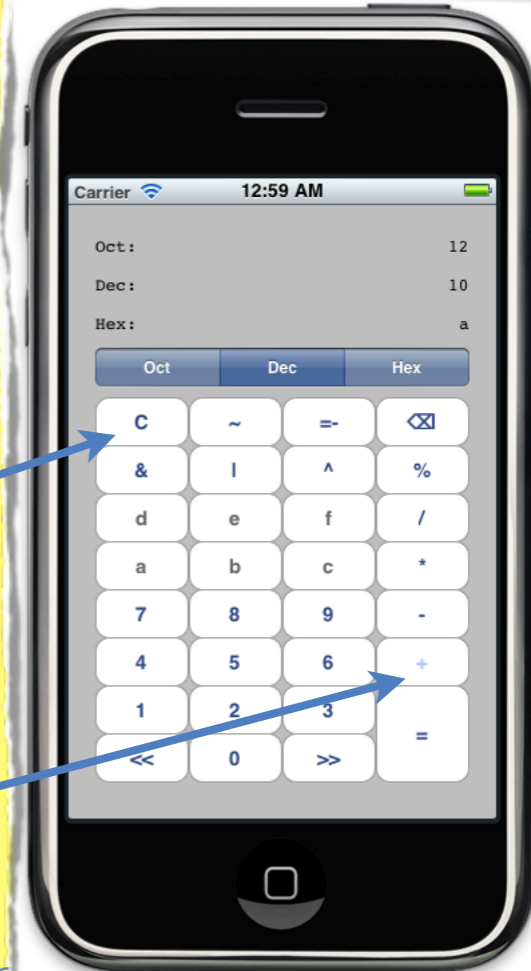 Carrier 12:59 AM
Oct: 12
Dec: 10
Hex: a
Oct Dec Hex
C ~ =- ⌫
& | ^ %
d e f /
a b c *
7 8 9 -
4 5 6 +
1 2 3
=
<< 0 >>